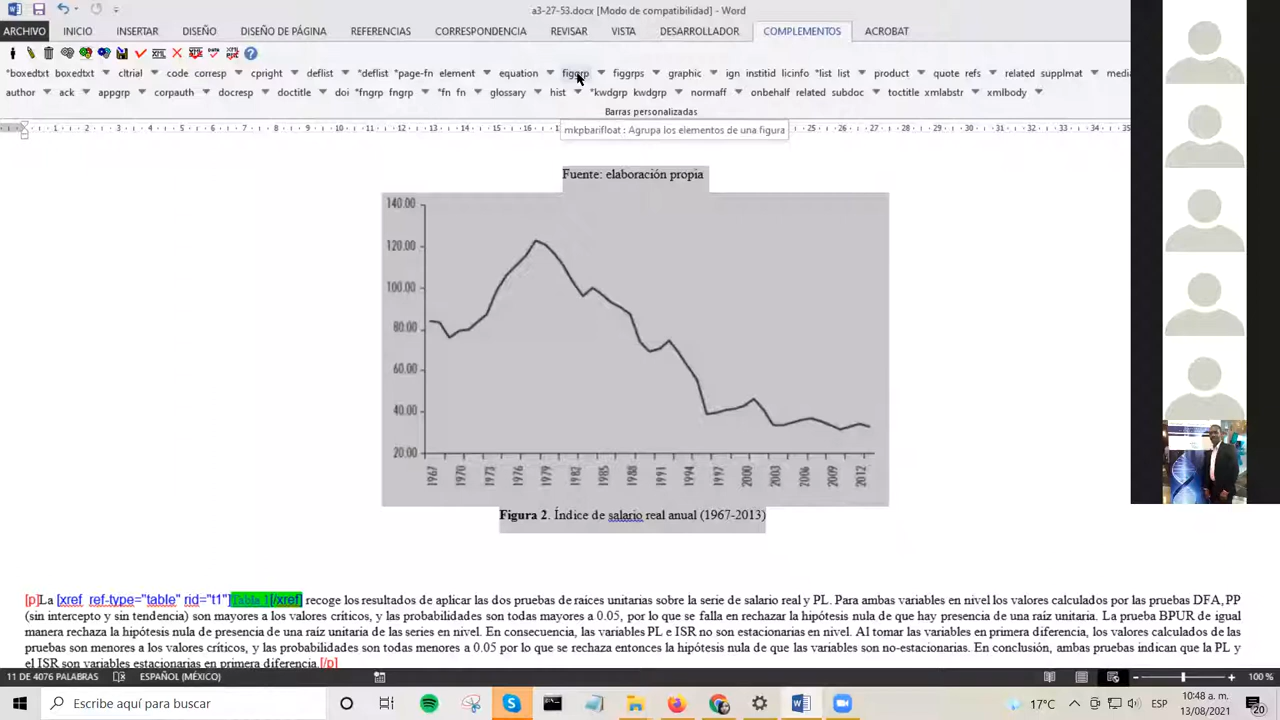 a3-27-53.docx [Modo de compatibilidad] - Word
ARCHIVO INICIO INSERTAR DISEÑO DISEÑO DE PÁGINA REFERENCIAS CORRESPONDENCIA REVISAR VISTA DESARROLLADOR COMPLEMENTOS ACROBAT
*boxedtxt boxedtxt cltrial code corresp cpright deflist *deflist *page-fn element equation figgrp figgrps graphic ign institid licinfo *list list product quote refs related supplmat media
author ack appgrp corpauth docresp doctitle doi *fngrp fngrp *fn fn glossary hist *kwdgrp kwdgrp normaff onbehalf related subdoc toctitle xmlabstr xmlbody
Barras personalizadas
mkpbarifloat : Agrupa los elementos de una figura
Fuente: elaboración propia
140.00
120.00
100.00
80.00
60.00
40.00
20.00
1967 1970 1973 1976 1979 1982 1985 1988 1991 1994 1997 2000 2003 2006 2009 2012
Figura 2. Índice de salario real anual (1967-2013)
[p]La [xref ref-type="table" rid="t1"]Tabla 1[/xref] recoge los resultados de aplicar las dos pruebas de raíces unitarias sobre la serie de salario real y PL. Para ambas variables en nivel los valores calculados por las pruebas DFA, PP
(sin intercepto y sin tendencia) son mayores a los valores críticos, y las probabilidades son todas mayores a 0.05, por lo que se falla en rechazar la hipótesis nula de que hay presencia de una raíz unitaria. La prueba BPUR de igual
manera rechaza la hipótesis nula de presencia de una raíz unitaria de las series en nivel. En consecuencia, las variables PL e ISR no son estacionarias en nivel. Al tomar las variables en primera diferencia, los valores calculados de las
pruebas son menores a los valores críticos, y las probabilidades son todas menores a 0.05 por lo que se rechaza entonces la hipótesis nula de que las variables son no-estacionarias. En conclusión, ambas pruebas indican que la PL y
el ISR son variables estacionarias en primera diferencia.[/p]
11 DE 4076 PALABRAS ESPAÑOL (MÉXICO) 100 %
Escribe aquí para buscar
17°C
ESP
10:48 a. m.
13/08/2021
20